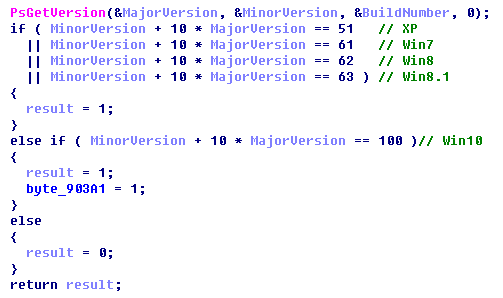 PsGetVersion(&MajorVersion, &MinorVersion, &BuildNumber, 0);
if ( MinorVersion + 10 * MajorVersion == 51   // XP
  || MinorVersion + 10 * MajorVersion == 61   // Win7
  || MinorVersion + 10 * MajorVersion == 62   // Win8
  || MinorVersion + 10 * MajorVersion == 63 ) // Win8.1
{
  result = 1;
}
else if ( MinorVersion + 10 * MajorVersion == 100 )// Win10
{
  result = 1;
  byte_903A1 = 1;
}
else
{
  result = 0;
}
return result;